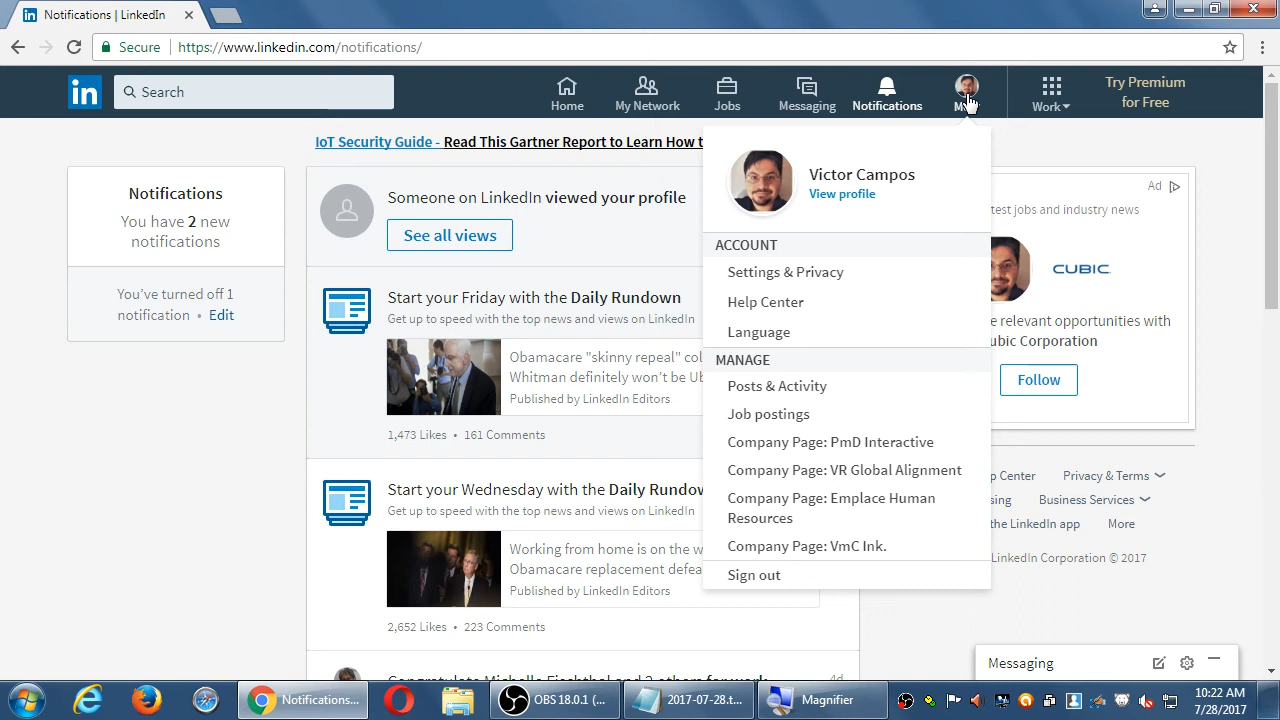 Notifications | LinkedIn
Secure
https://www.linkedin.com/notifications/
in
Search
Home
My Network
Jobs
Messaging
Notifications
Work
Try Premium
for Free
IoT Security Guide - Read This Gartner Report to Learn How
Notifications
You have 2 new
notifications
You've turned off 1
notification • Edit
Someone on LinkedIn viewed your profile
See all views
Start your Friday with the Daily Rundown
Get up to speed with the top news and views on LinkedIn
Obamacare "skinny repeal"
Whitman definitely won't be
Published by LinkedIn Editors
1,473 Likes • 161 Comments
Start your Wednesday with the Daily
Get up to speed with the top news and views on LinkedIn
Working from home is on the
Obamacare replacement
Published by LinkedIn Editors
2,652 Likes • 223 Comments
Victor Campos
View profile
ACCOUNT
Settings & Privacy
Help Center
Language
MANAGE
Posts & Activity
Job postings
Company Page: PmD Interactive
Company Page: VR Global Alignment
Company Page: Emplace Human
Resources
Company Page: VmC Ink.
Sign out
Ad
jobs and industry news
CUBIC
relevant opportunities with
Corporation
Follow
Center
Privacy & Terms
Business Services
the LinkedIn app
More
LinkedIn Corporation © 2017
Messaging
Notifications...
OBS 18.0.1 (...
2017-07-28.t...
Magnifier
10:22 AM
7/28/2017